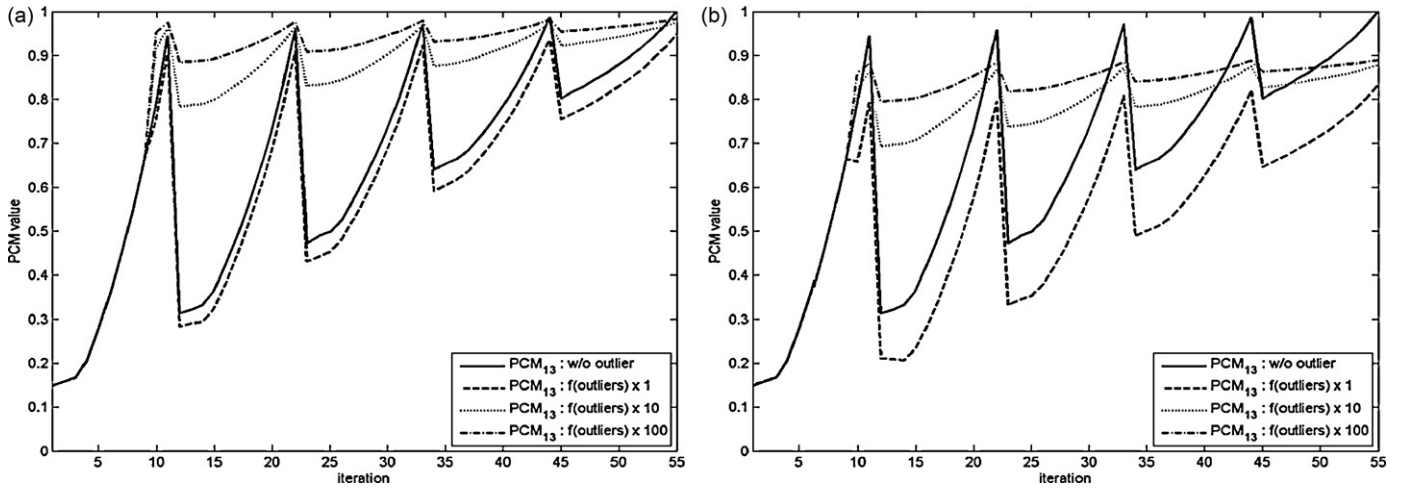 (a)
1
0.9
0.8
0.7
0.6
0.5
0.4
0.3
0.2
0.1
0
PCM value
5 10 15 20 25 30 35 40 45 50 55
iteration
PCM13 : w/o outlier
PCM13 : f(outliers) x 1
PCM13 : f(outliers) x 10
PCM13 : f(outliers) x 100
(b)
1
0.9
0.8
0.7
0.6
0.5
0.4
0.3
0.2
0.1
0
PCM value
5 10 15 20 25 30 35 40 45 50 55
iteration
PCM13 : w/o outlier
PCM13 : f(outliers) x 1
PCM13 : f(outliers) x 10
PCM13 : f(outliers) x 100